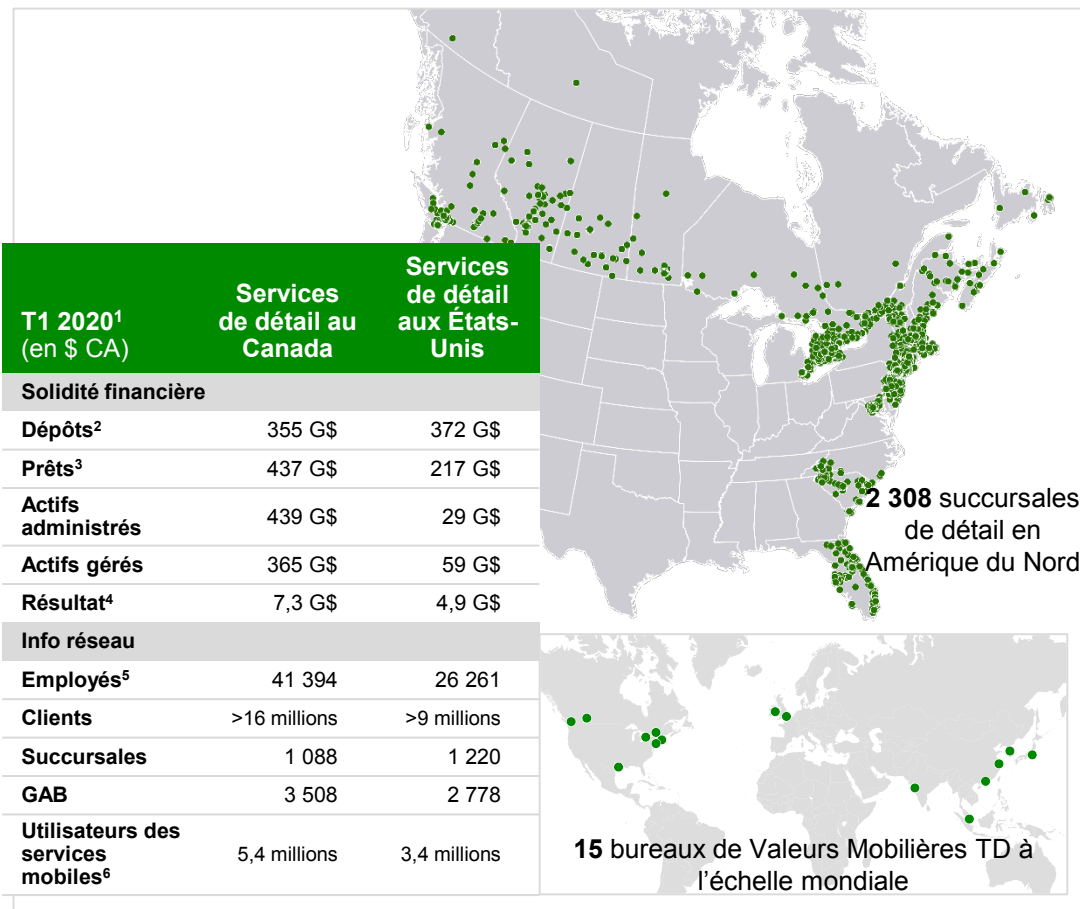 T1 2020¹
(en $ CA)
Services
de détail au
Canada
Services
de détail
aux États-
Unis
Solidité financière
Dépôts² 355 G$ 372 G$
Prêts³ 437 G$ 217 G$
Actifs
administrés 439 G$ 29 G$
Actifs gérés 365 G$ 59 G$
Résultat⁴ 7,3 G$ 4,9 G$
Info réseau
Employés⁵ 41 394 26 261
Clients >16 millions >9 millions
Succursales 1 088 1 220
GAB 3 508 2 778
Utilisateurs des
services
mobiles⁶ 5,4 millions 3,4 millions
2 308 succursales
de détail en
Amérique du Nord
15 bureaux de Valeurs Mobilières TD à
l'échelle mondiale